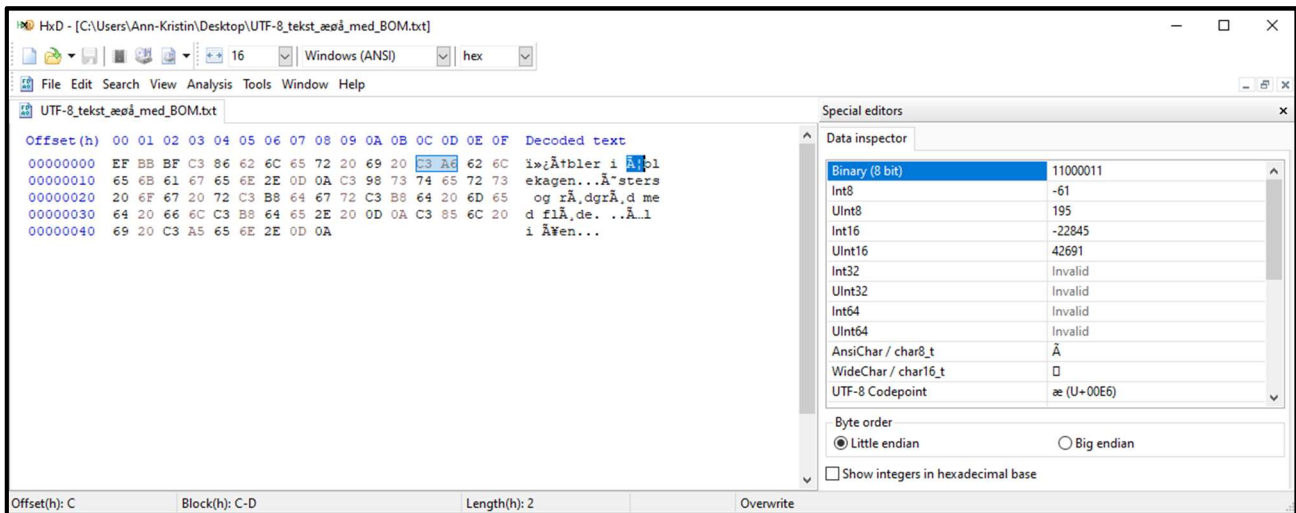 HxD - [C:\Users\Ann-Kristin\Desktop\UTF-8_tekst_æøå_med_BOM.txt]
16 Windows (ANSI) hex
File Edit Search View Analysis Tools Window Help
UTF-8_tekst_æøå_med_BOM.txt
Offset(h) 00 01 02 03 04 05 06 07 08 09 0A 0B 0C 0D 0E 0F Decoded text
00000000 EF BB BF C3 86 62 6C 65 72 20 69 20 C3 A6 62 6C ï»¿Ã†bler i Ã¦bl
00000010 65 6B 61 67 65 6E 2E 0D 0A C3 98 73 74 65 72 73 ekagen...Ã˜sters
00000020 20 6F 67 20 72 C3 B8 64 67 72 C3 B8 64 20 6D 65 og rÃ¸dgrÃ¸d me
00000030 64 20 66 6C C3 B8 64 65 2E 20 0D 0A C3 85 6C 20 d flÃ¸de. ..Ã…l
00000040 69 20 C3 A5 65 6E 2E 0D 0A i Ã¥en...
Special editors
Data inspector
Binary (8 bit) 11000011
Int8 -61
UInt8 195
Int16 -22845
UInt16 42691
Int32 Invalid
UInt32 Invalid
Int64 Invalid
UInt64 Invalid
AnsiChar / char8_t Ã
WideChar / char16_t
UTF-8 Codepoint æ (U+00E6)
Byte order
Little endian Big endian
Show integers in hexadecimal base
Offset(h): C Block(h): C-D Length(h): 2 Overwrite